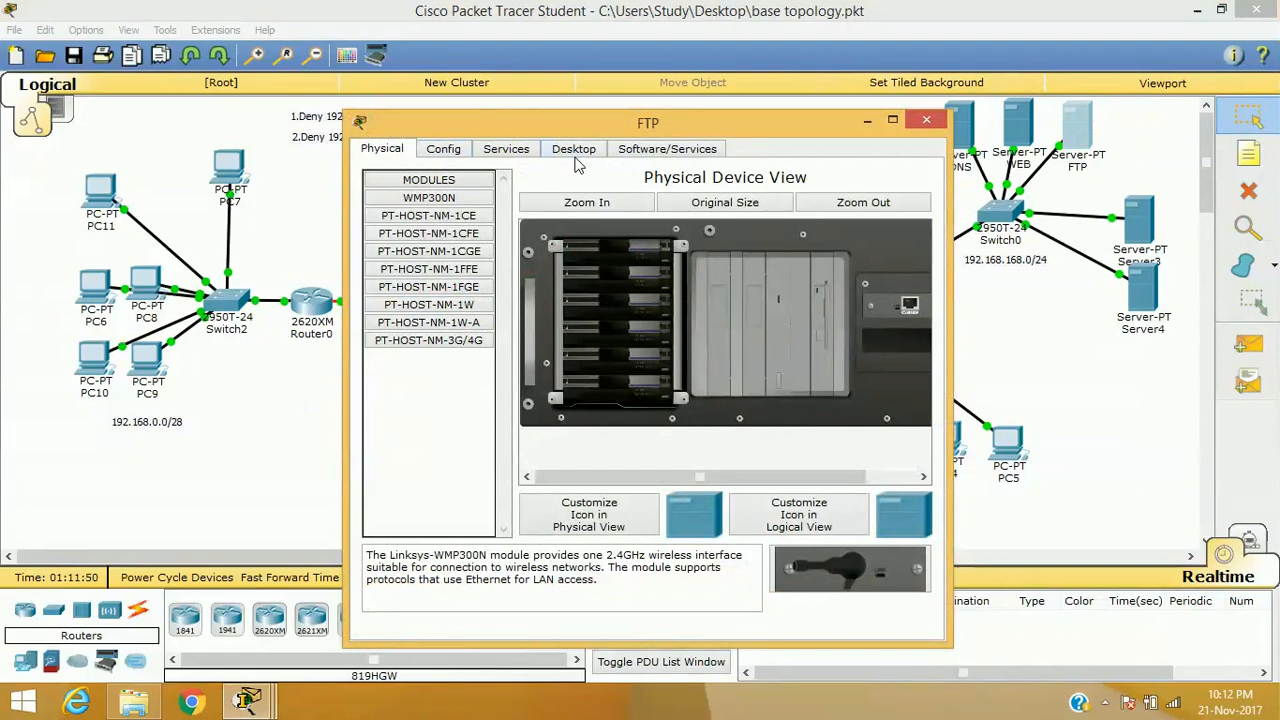 Cisco Packet Tracer Student - C:\Users\Study\Desktop\base topology.pkt
File Edit Options View Tools Extensions Help
Logical [Root] New Cluster Move Object Set Tiled Background Viewport
1.Deny 192
2.Deny 192
PC-PT
PC7
PC-PT
PC11
PC-PT
PC6
PC-PT
PC8
2950T-24
Switch2
2620XM
Router0
PC-PT
PC10
PC-PT
PC9
192.168.0.0/28
FTP
Physical Config Services Desktop Software/Services
MODULES
WMP300N
PT-HOST-NM-1CE
PT-HOST-NM-1CFE
PT-HOST-NM-1CGE
PT-HOST-NM-1FFE
PT-HOST-NM-1FGE
PT-HOST-NM-1W
PT-HOST-NM-1W-A
PT-HOST-NM-3G/4G
Physical Device View
Zoom In Original Size Zoom Out
Customize
Icon in
Physical View
Customize
Icon in
Logical View
The Linksys-WMP300N module provides one 2.4GHz wireless interface
suitable for connection to wireless networks. The module supports
protocols that use Ethernet for LAN access.
Server-PT
WEB
Server-PT
FTP
2950T-24
Switch0
192.168.168.0/24
Server-PT
Server3
Server-PT
Server4
PC-PT
PC5
Time: 01:11:50 Power Cycle Devices Fast Forward Time
Realtime
Routers
1841 1941 2620XM 2621XM
819HGW
Toggle PDU List Window
ination Type Color Time(sec) Periodic Num
10:12 PM
21-Nov-2017